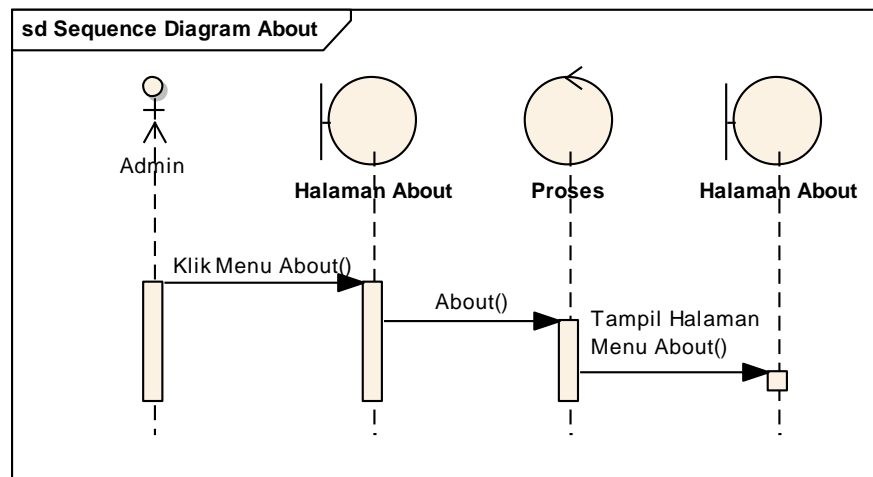 sd Sequence Diagram About
Admin
Halaman About
Proses
Halaman About
Klik Menu About()
About()
Tampil Halaman
Menu About()